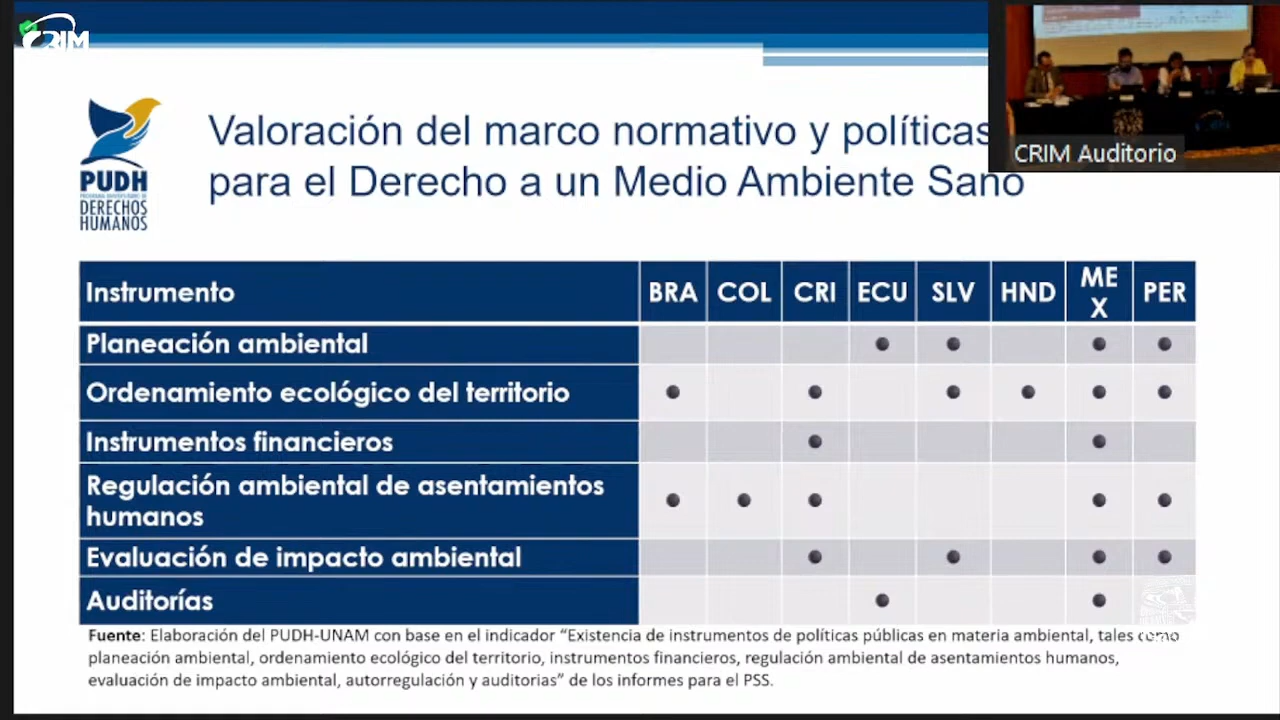 CRIM
CRIM Auditorio
Valoración del marco normativo y políticas
para el Derecho a un Medio Ambiente Sano
PUDH
DERECHOS
HUMANOS
Instrumento BRA COL CRI ECU SLV HND ME PER
X
Planeación ambiental ● ● ● ●
Ordenamiento ecológico del territorio ● ● ● ● ● ●
Instrumentos financieros ● ●
Regulación ambiental de asentamientos
humanos ● ● ● ● ●
Evaluación de impacto ambiental ● ● ● ●
Auditorías ● ●
Fuente: Elaboración del PUDH-UNAM con base en el indicador “Existencia de instrumentos de políticas públicas en materia ambiental, tales como
planeación ambiental, ordenamiento ecológico del territorio, instrumentos financieros, regulación ambiental de asentamientos humanos,
evaluación de impacto ambiental, autorregulación y auditorias” de los informes para el PSS.